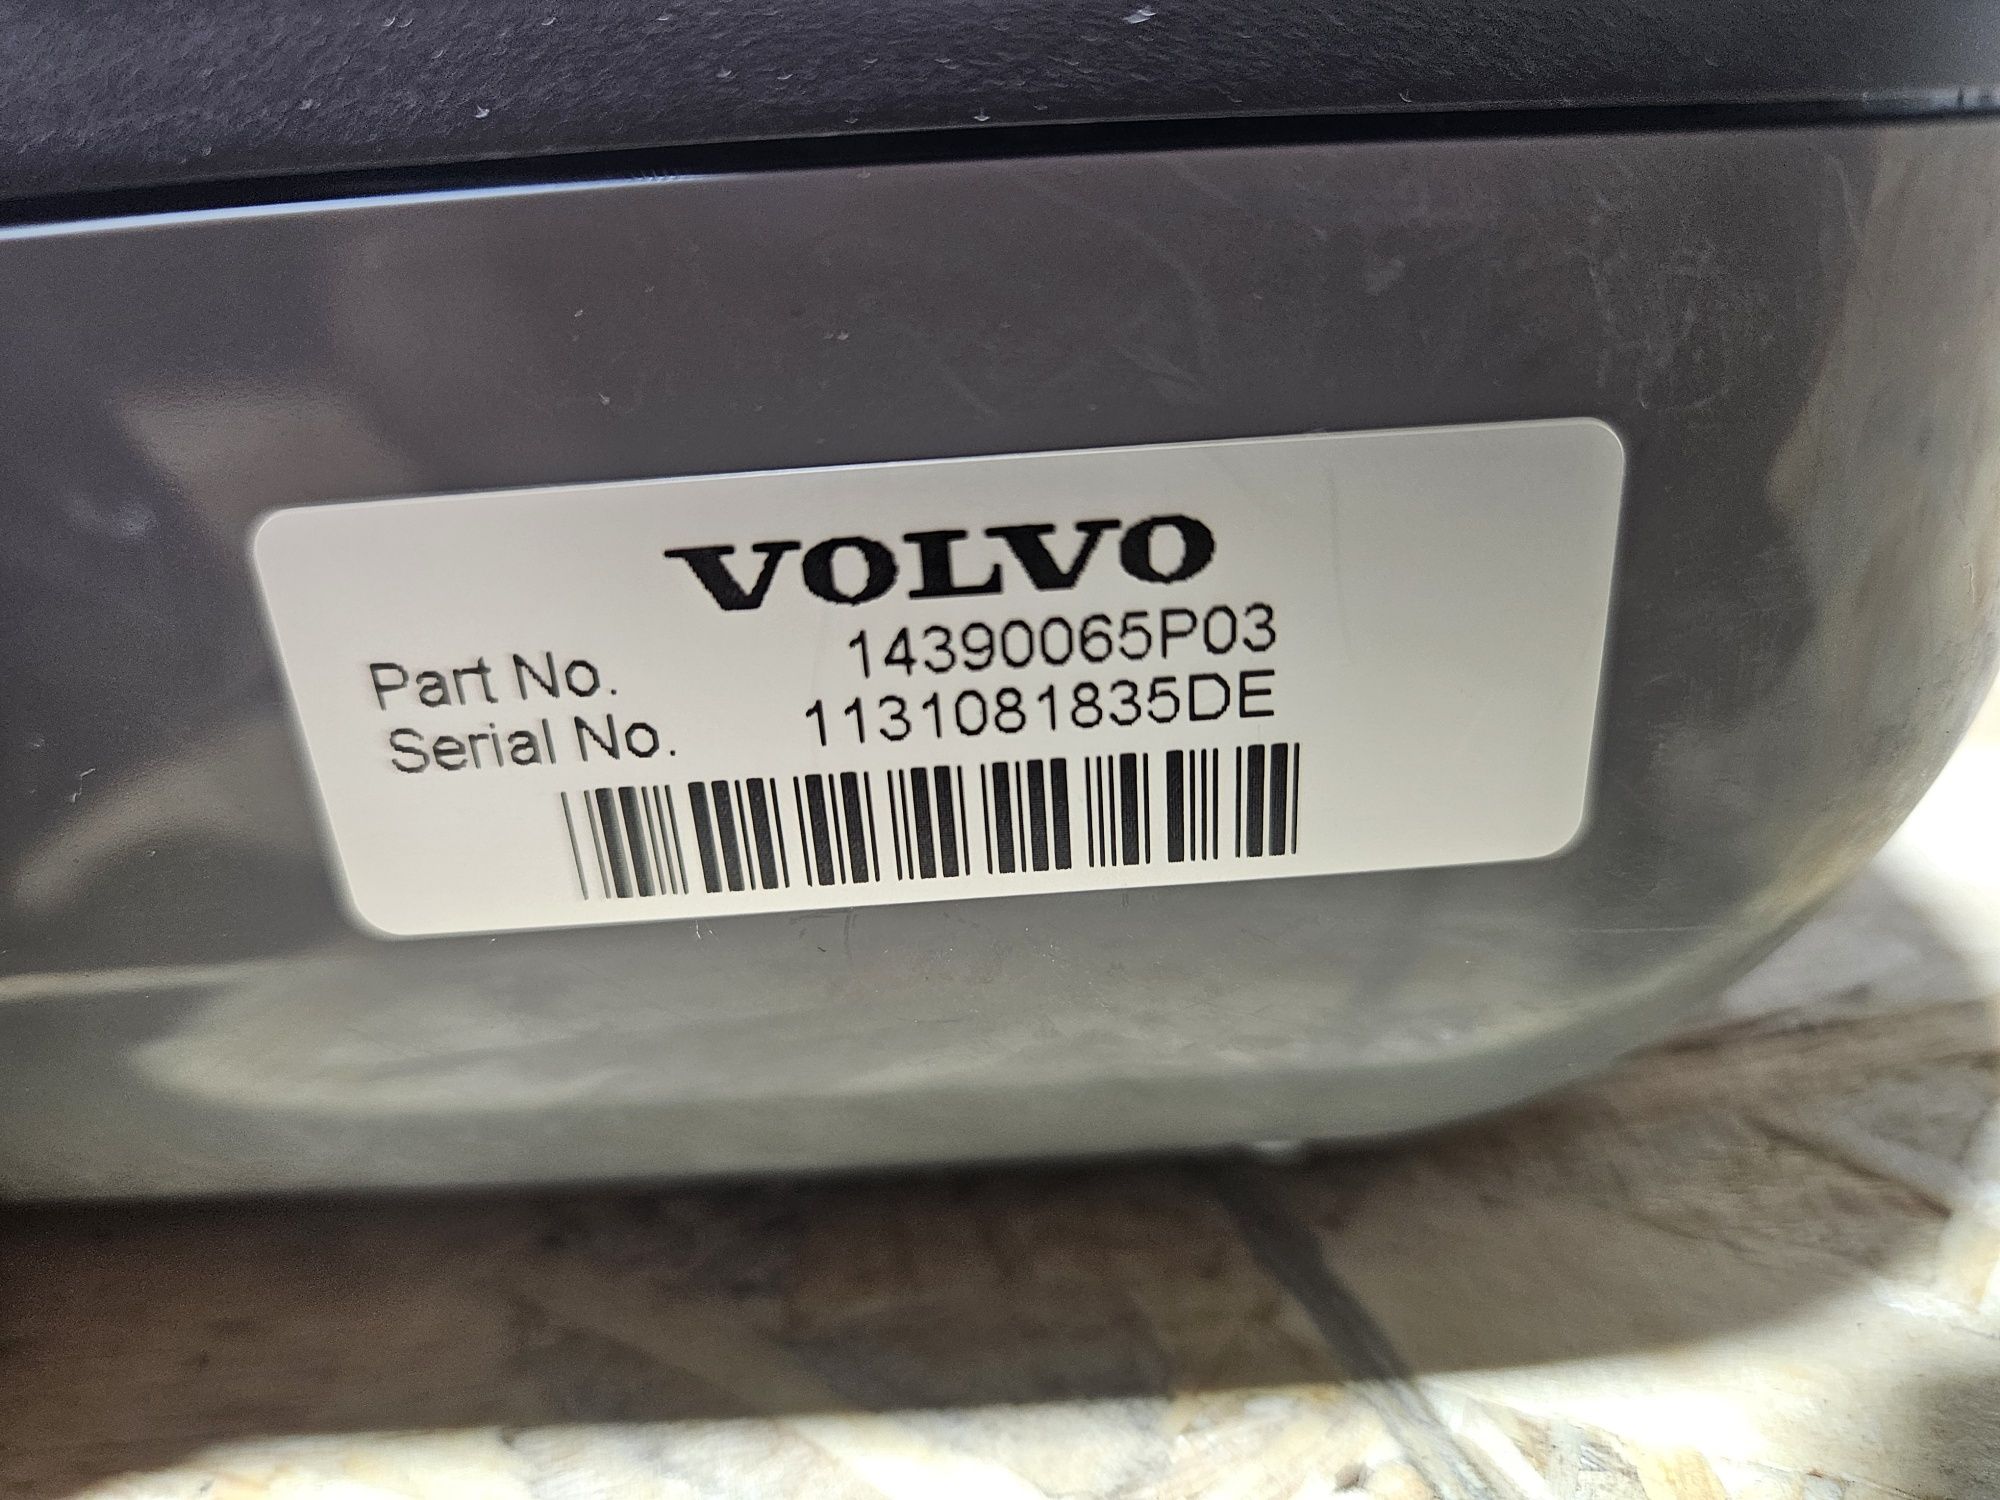 VOLVO
Part No. 14390065P03
Serial No. 1131081835DE